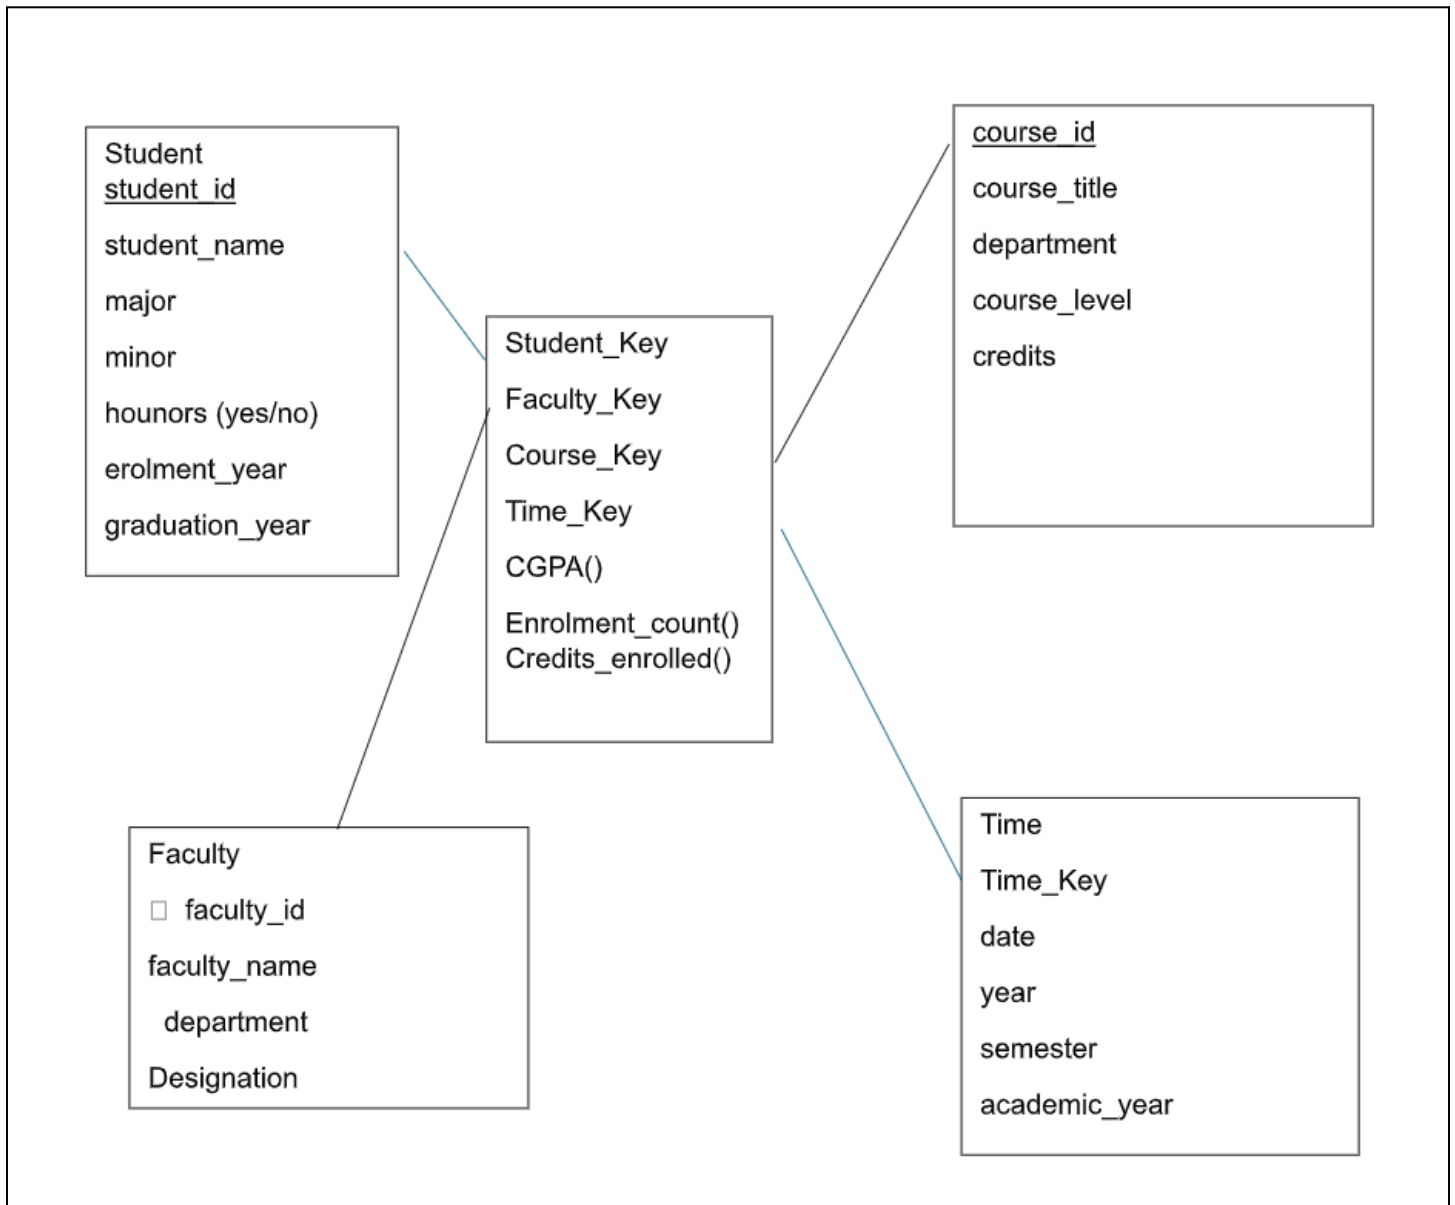 Student
student_id
student_name
major
minor
hounors (yes/no)
erolment_year
graduation_year
course_id
course_title
department
course_level
credits
Student_Key
Faculty_Key
Course_Key
Time_Key
CGPA()
Enrolment_count()
Credits_enrolled()
Faculty
faculty_id
faculty_name
department
Designation
Time
Time_Key
date
year
semester
academic_year